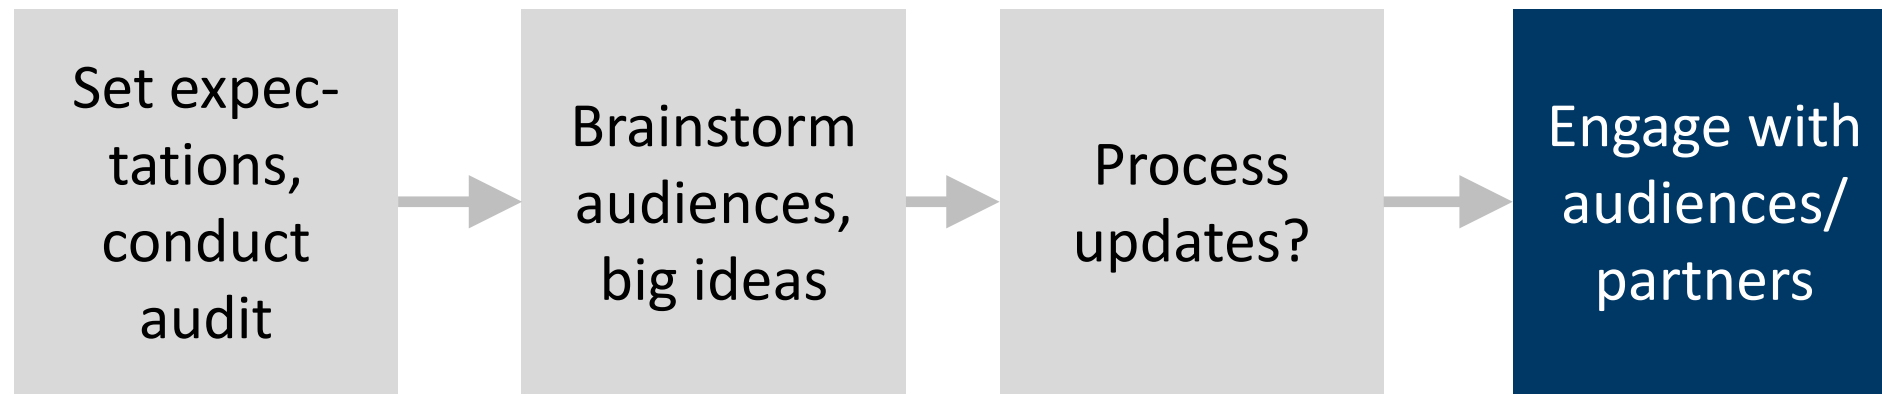 Set expec-
tations,
conduct
audit
Brainstorm
audiences,
big ideas
Process
updates?
Engage with
audiences/
partners